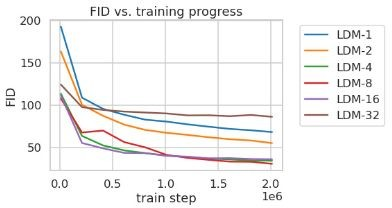 FID vs. training progress
FID
200
150
100
50
0.0
0.5
1.0
1.5
2.0
1e6
train step
LDM-1
LDM-2
LDM-4
LDM-8
LDM-16
LDM-32